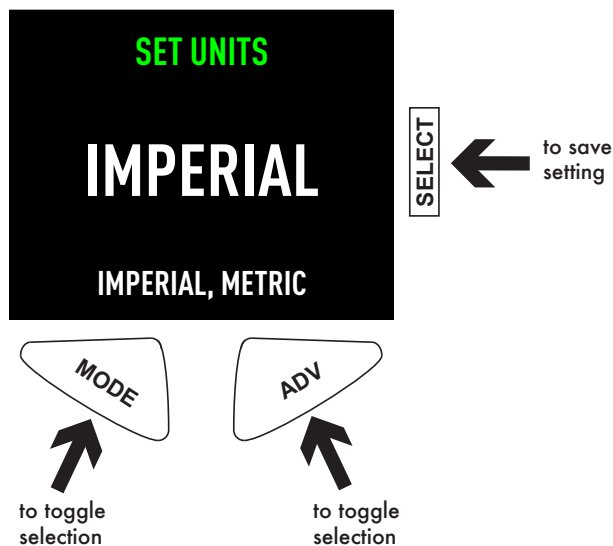 SET UNITS
IMPERIAL
IMPERIAL, METRIC
SELECT
to save
setting
MODE
ADV
to toggle
selection
to toggle
selection